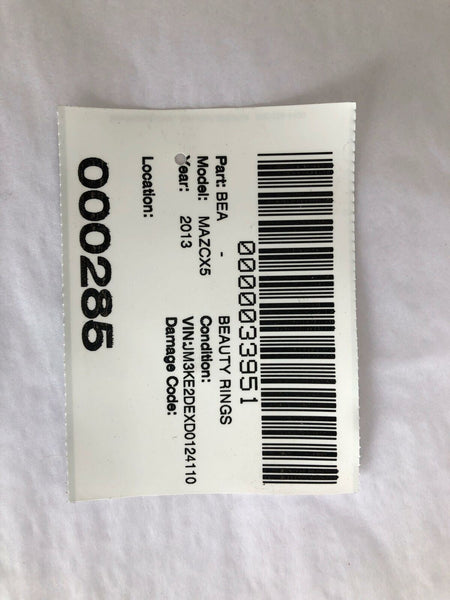 0000033951
Part: BEA - BEAUTY RINGS
Model: MAZCX5 Condition:
Year: 2013 VIN:JM3KE2DEXD0124110
Damage Code:
Location:
000285